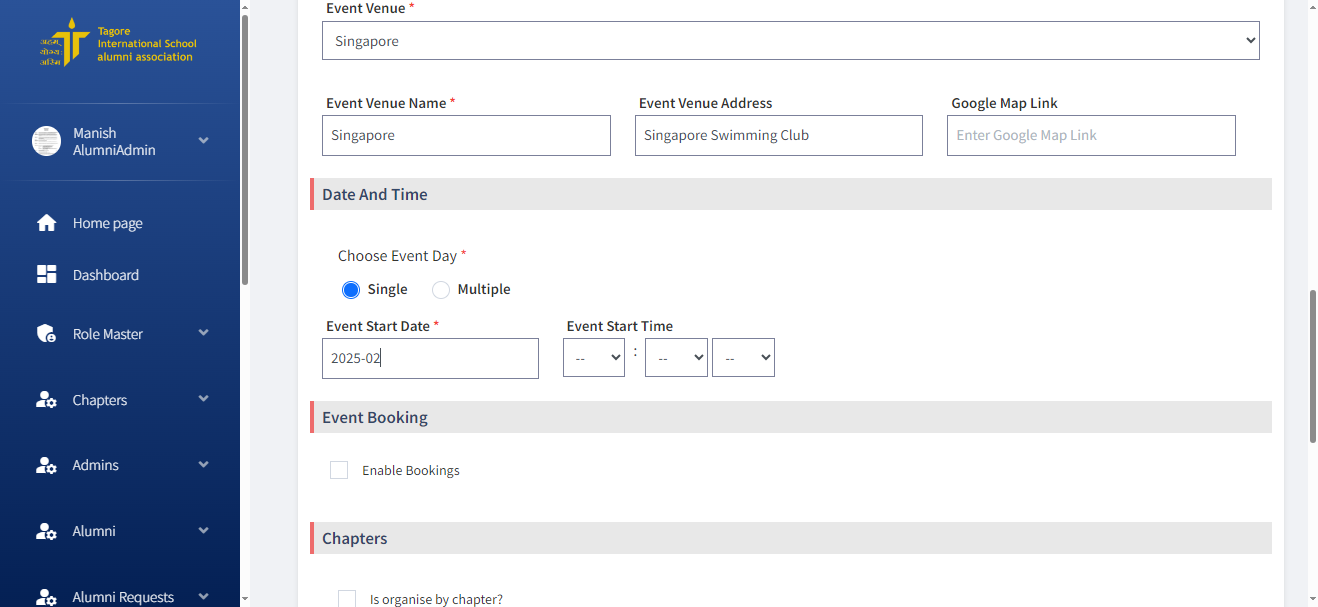 अहम्
योग्यः
अस्मि
Tagore
International School
alumni association
Manish
AlumniAdmin
Home page
Dashboard
Role Master
Chapters
Admins
Alumni
Alumni Requests
Event Venue *
Singapore
Event Venue Name *
Event Venue Address
Google Map Link
Singapore
Singapore Swimming Club
Enter Google Map Link
Date And Time
Choose Event Day *
Single
Multiple
Event Start Date *
Event Start Time
2025-02
-- : -- --
Event Booking
Enable Bookings
Chapters
Is organise by chapter?